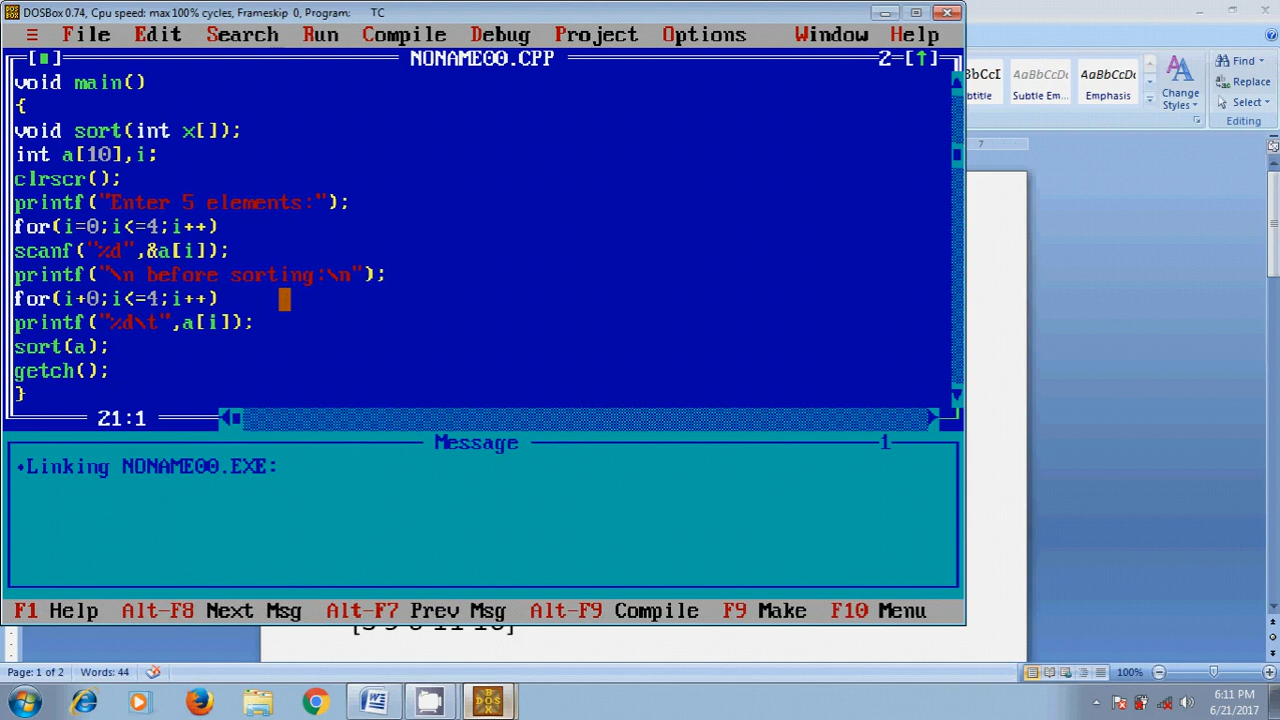 DOSBox 0.74, Cpu speed: max 100% cycles, Frameskip 0, Program: TC
≡ File Edit Search Run Compile Debug Project Options Window Help
[■] NONAME00.CPP 2-[↑]
void main()
{
void sort(int x[]);
int a[10],i;
clrscr();
printf("Enter 5 elements:");
for(i=0;i<=4;i++)
scanf("%d",&a[i]);
printf("\n before sorting:\n");
for(i+0;i<=4;i++)
printf("%d\t",a[i]);
sort(a);
getch();
}
21:1
Message 1
•Linking NONAME00.EXE:
F1 Help Alt-F8 Next Msg Alt-F7 Prev Msg Alt-F9 Compile F9 Make F10 Menu
AaBbCcDc AaBbCcDc
btitle Subtle Em... Emphasis
Change Styles
Find
Replace
Select
Editing
7
Page: 1 of 2 Words: 44 100%
DOS
6:11 PM
6/21/2017